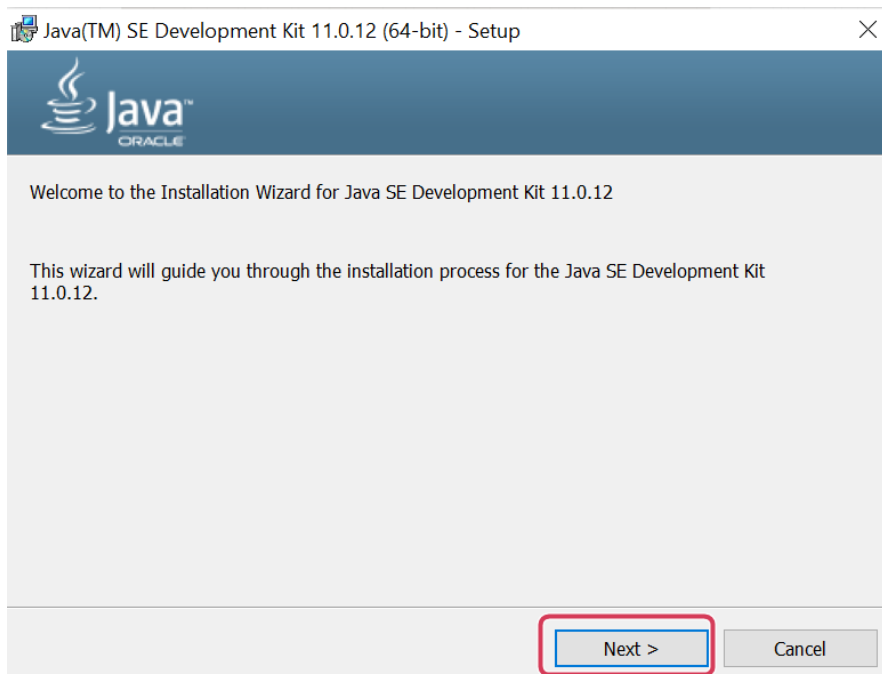 Java(TM) SE Development Kit 11.0.12 (64-bit) - Setup
Java™
ORACLE
Welcome to the Installation Wizard for Java SE Development Kit 11.0.12
This wizard will guide you through the installation process for the Java SE Development Kit
11.0.12.
Next >
Cancel